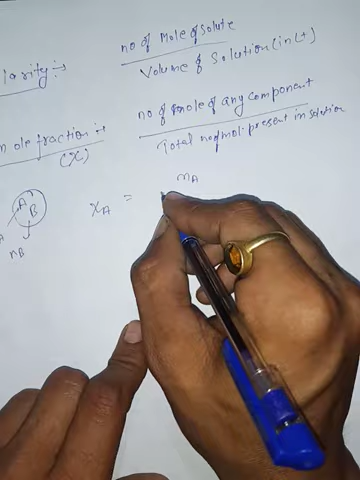 no of Mole of Solute
larity :→
Volume of Solution (in Lt)
no of mole of any component
mole fraction :→
(x)
Total no of mol. present in solution
A B
nB
xA =
nA